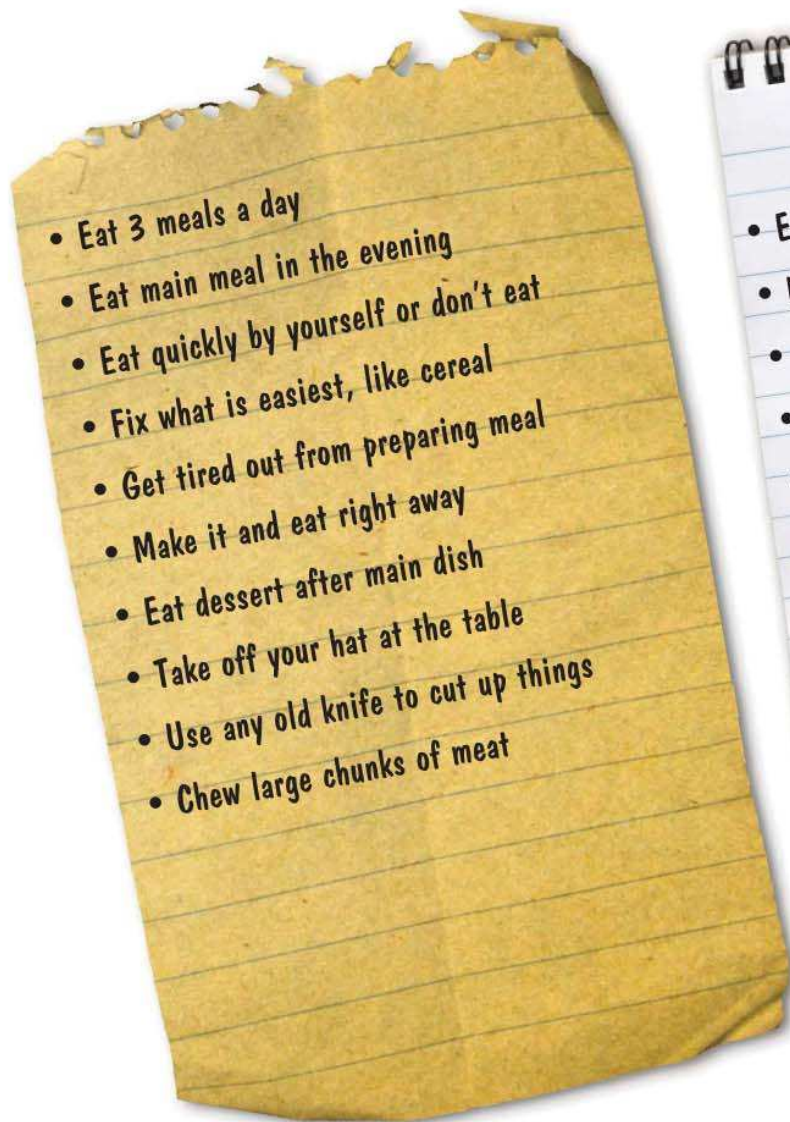 • Eat 3 meals a day
• Eat main meal in the evening
• Eat quickly by yourself or don't eat
• Fix what is easiest, like cereal
• Get tired out from preparing meal
• Make it and eat right away
• Eat dessert after main dish
• Take off your hat at the table
• Use any old knife to cut up things
• Chew large chunks of meat
• E
•
•
•